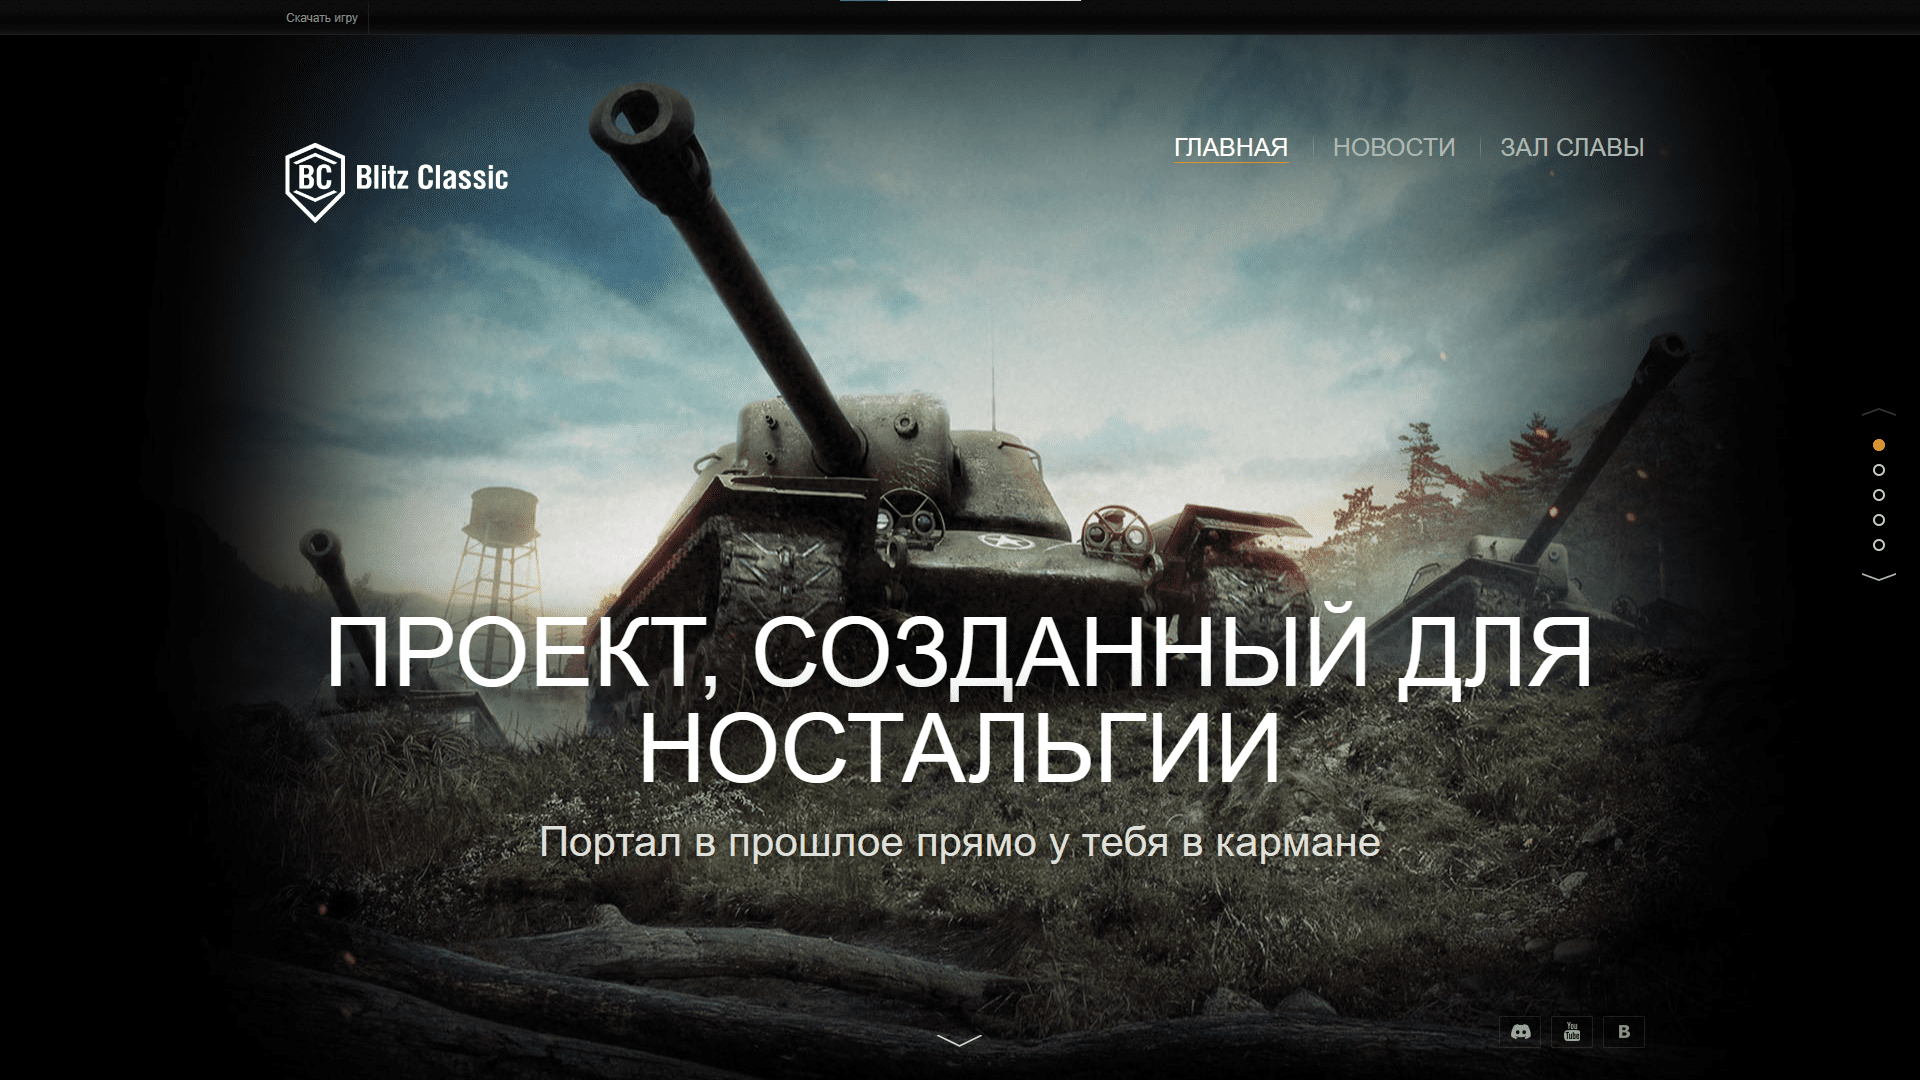 Скачать игру
BC Blitz Classic
ГЛАВНАЯ
НОВОСТИ
ЗАЛ СЛАВЫ
ПРОЕКТ, СОЗДАННЫЙ ДЛЯ
НОСТАЛЬГИИ
Портал в прошлое прямо у тебя в кармане
You Tube
B